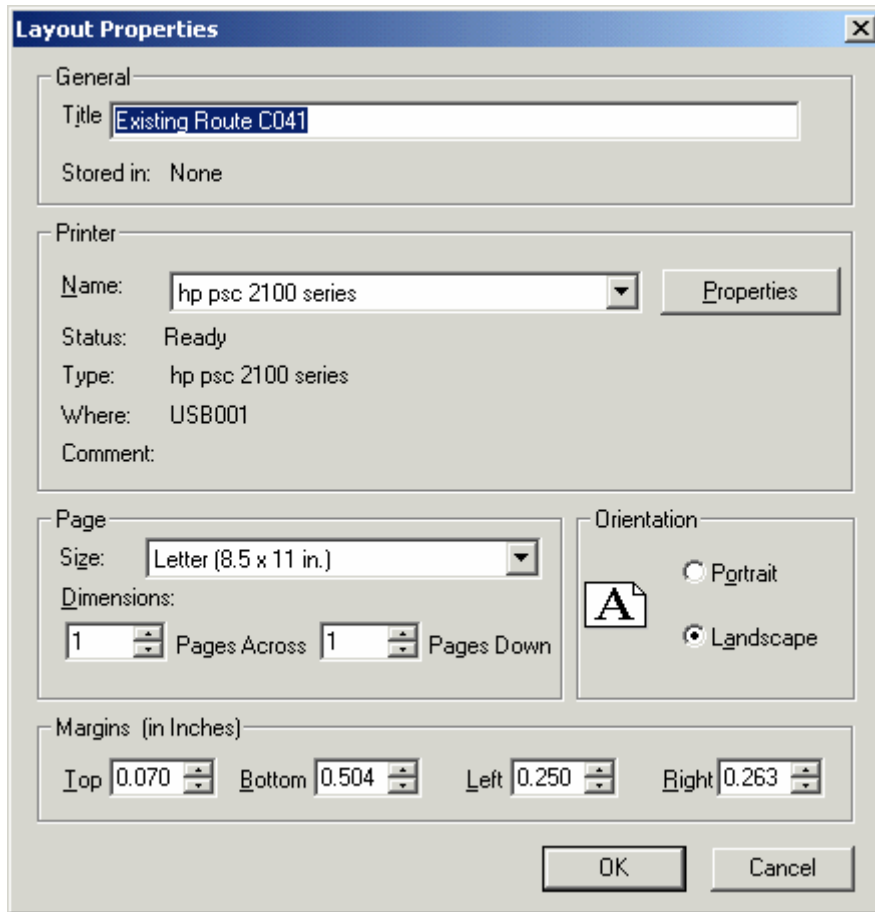 Layout Properties
General
Title Existing Route C041
Stored in: None
Printer
Name: hp psc 2100 series Properties
Status: Ready
Type: hp psc 2100 series
Where: USB001
Comment:
Page
Size: Letter (8.5 x 11 in.)
Dimensions:
1 Pages Across 1 Pages Down
Orientation
A
Portrait
Landscape
Margins (in Inches)
Top 0.070 Bottom 0.504 Left 0.250 Right 0.263
OK Cancel